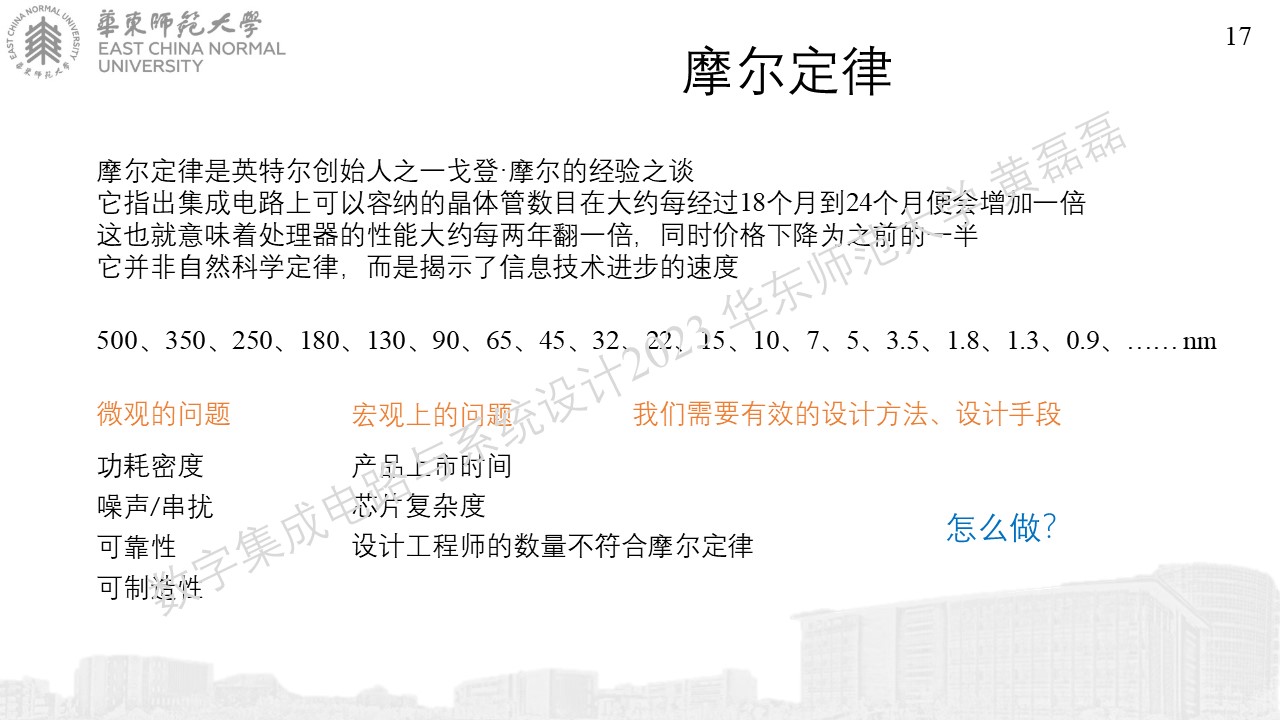 華東師範大學
EAST CHINA NORMAL
UNIVERSITY
EAST CHINA NORMAL UNIVERSITY
華東师范大学
17
摩尔定律
摩尔定律是英特尔创始人之一戈登·摩尔的经验之谈
它指出集成电路上可以容纳的晶体管数目在大约每经过18个月到24个月便会增加一倍
这也就意味着处理器的性能大约每两年翻一倍，同时价格下降为之前的一半
它并非自然科学定律，而是揭示了信息技术进步的速度
500、350、250、180、130、90、65、45、32、22、15、10、7、5、3.5、1.8、1.3、0.9、…… nm
微观的问题
功耗密度
噪声/串扰
可靠性
可制造性
宏观上的问题
产品上市时间
芯片复杂度
设计工程师的数量不符合摩尔定律
我们需要有效的设计方法、设计手段
怎么做？
数字集成电路与系统设计2023 华东师范大学 黄磊磊